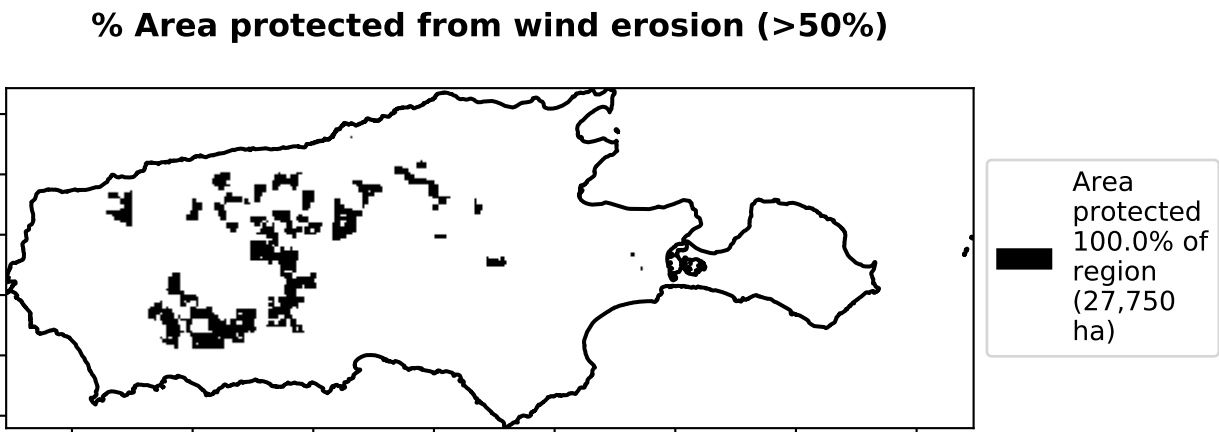 % Area protected from wind erosion (>50%)
Area
protected
100.0% of
region
(27,750
ha)